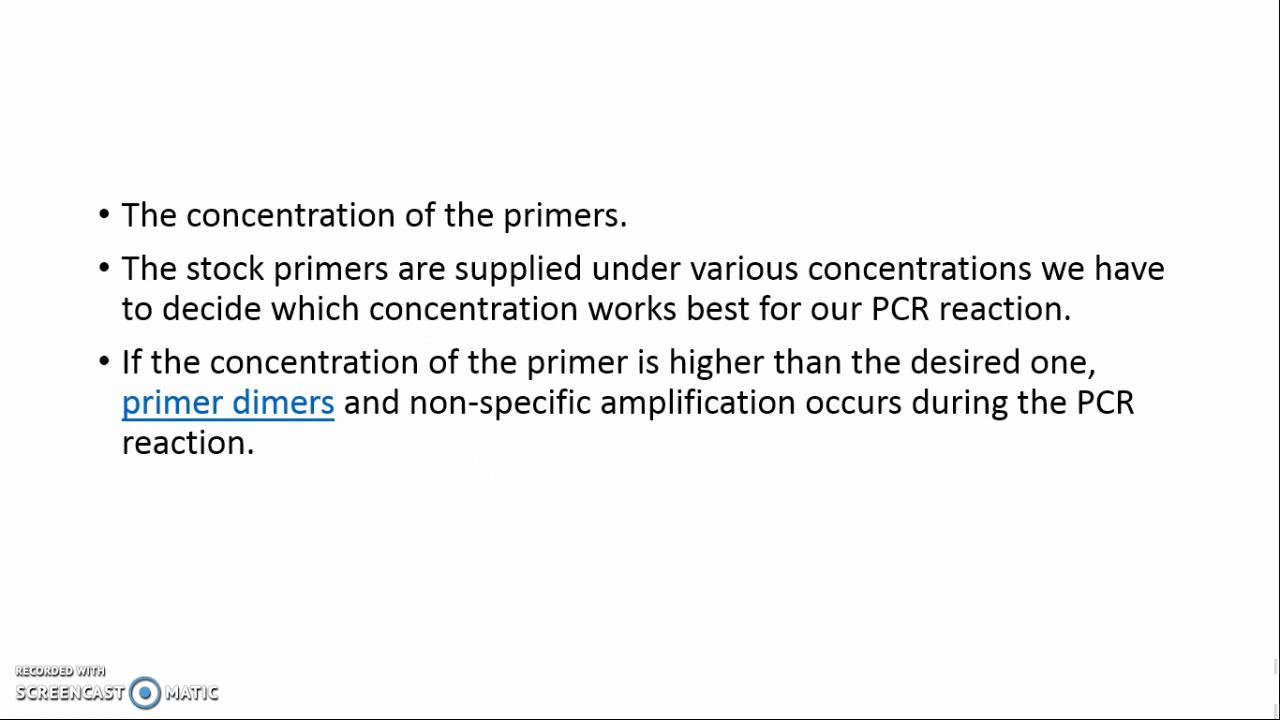 • The concentration of the primers.
• The stock primers are supplied under various concentrations we have
to decide which concentration works best for our PCR reaction.
• If the concentration of the primer is higher than the desired one,
primer dimers and non-specific amplification occurs during the PCR
reaction.
RECORDED WITH
SCREENCAST MATIC